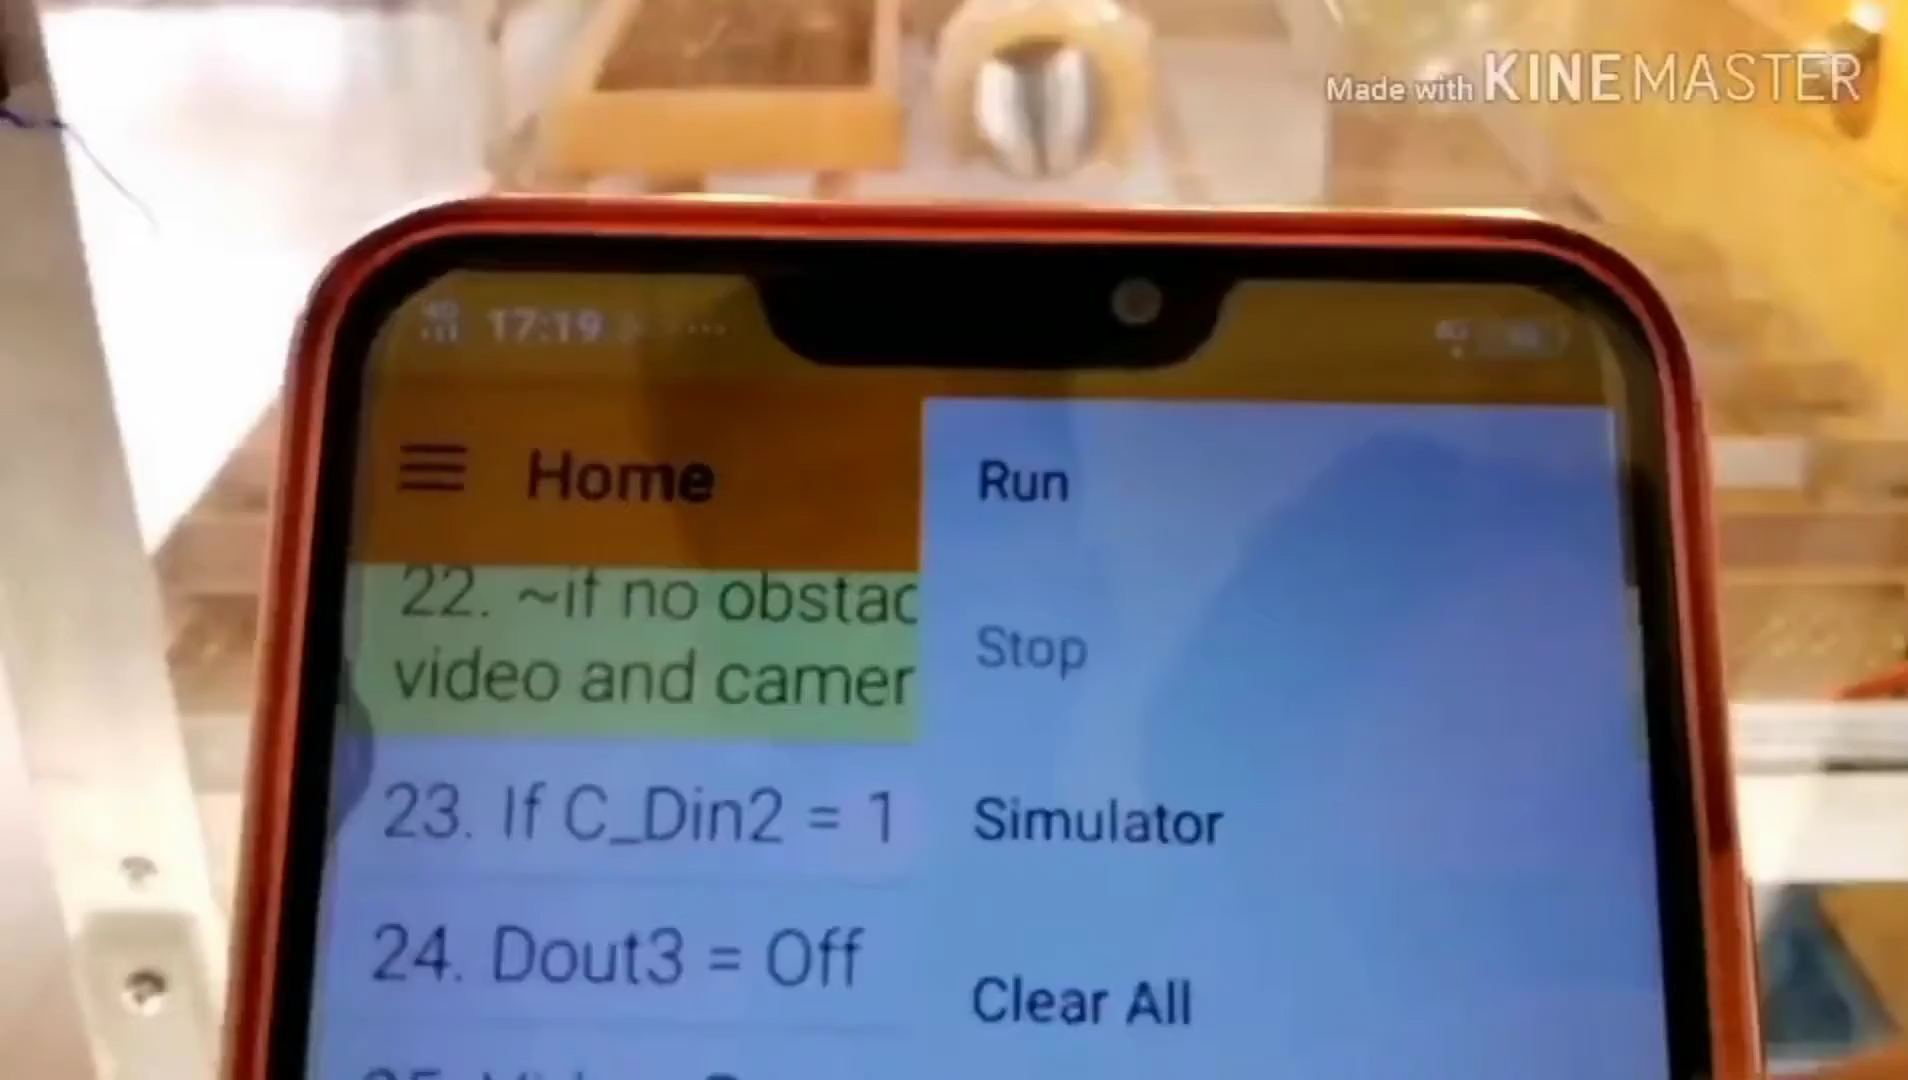 Made with KINEMASTER
17:19
Home
Run
22. ~if no obstac
video and camer
Stop
23. If C_Din2 = 1
Simulator
24. Dout3 = Off
Clear All